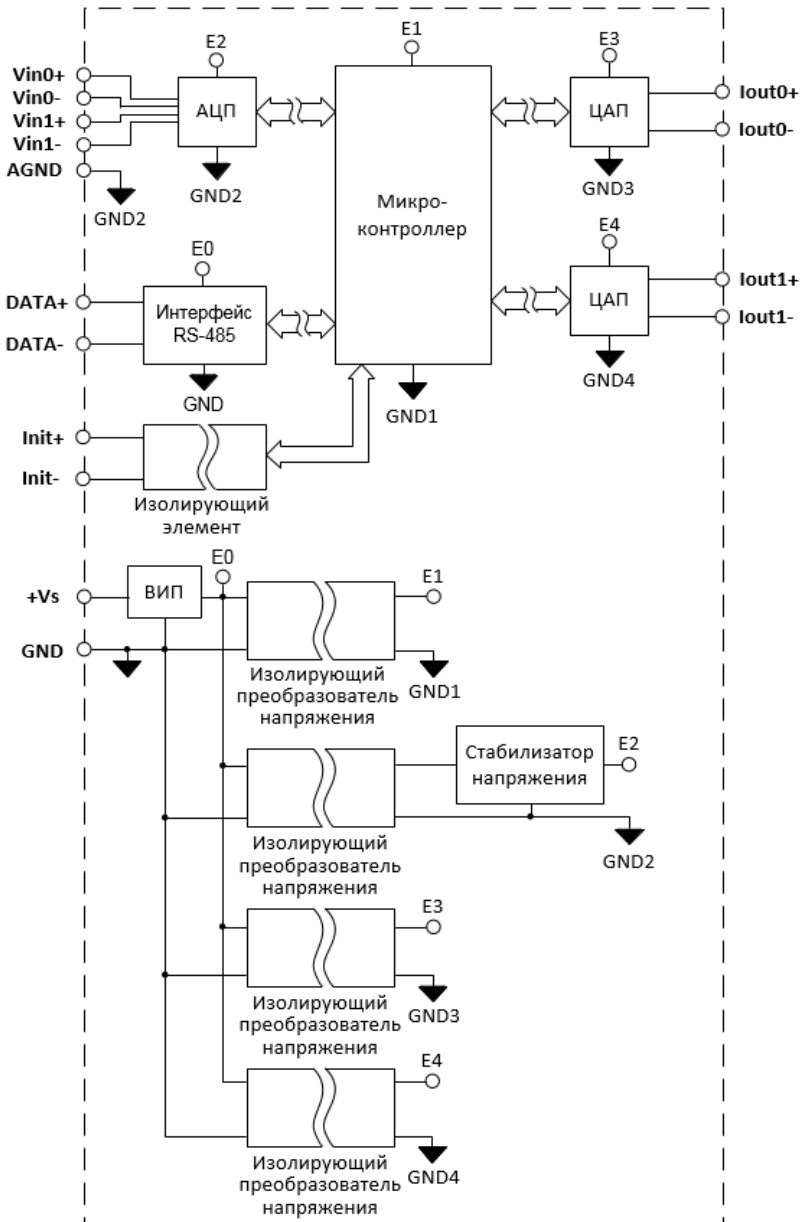 E1
E2
E3
Vin0+
Vin0-
Vin1+
Vin1-
AGND
GND2
АЦП
GND2
Микро-
контроллер
ЦАП
Iout0+
Iout0-
GND3
E4
ЦАП
Iout1+
Iout1-
GND4
E0
DATA+
DATA-
Интерфейс
RS-485
GND
GND1
Init+
Init-
Изолирующий
элемент
E0
+Vs
ВИП
E1
GND
GND1
Изолирующий
преобразователь
напряжения
Стабилизатор
напряжения
E2
GND2
Изолирующий
преобразователь
напряжения
E3
GND3
Изолирующий
преобразователь
напряжения
E4
GND4
Изолирующий
преобразователь
напряжения